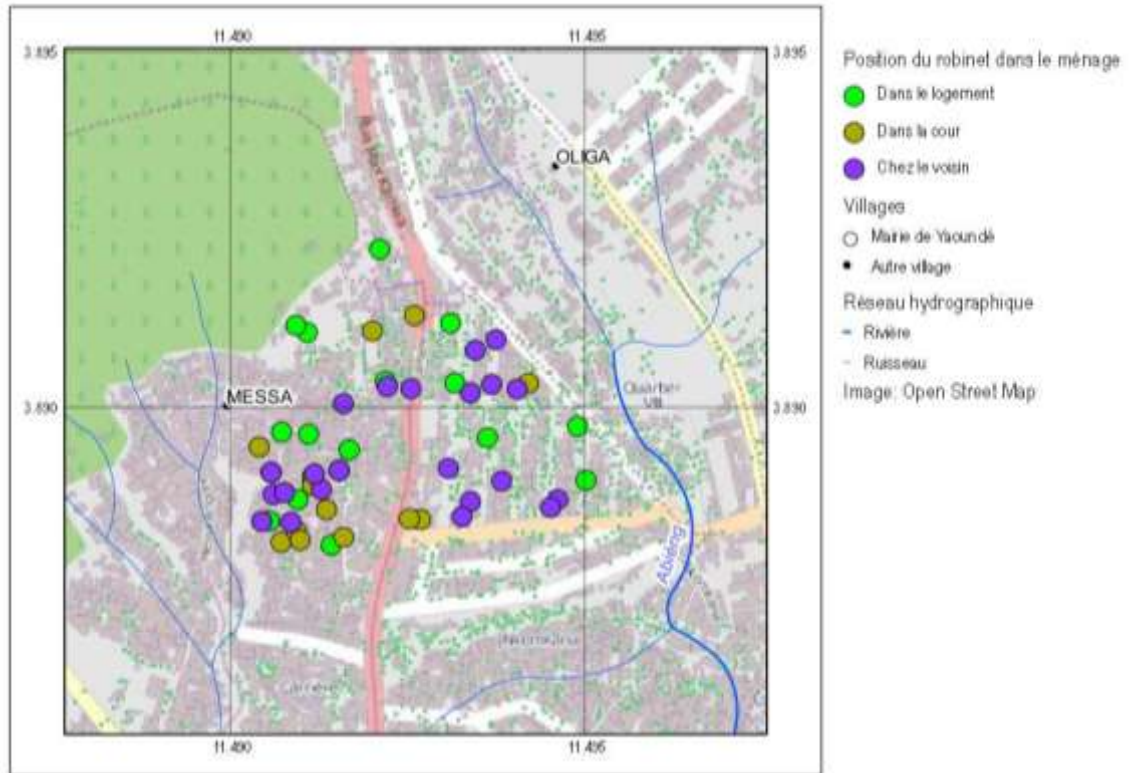 11.490 11.495
3.895 3.895
OLIGA
MESSA
3.890 3.890
Quartier
Abiéng
11.490 11.495
Position du robinet dans le ménage
Dans le logement
Dans la cour
Chez le voisin
Villages
Mairie de Yaoundé
Autre village
Réseau hydrographique
Rivière
Ruisseau
Image: Open Street Map